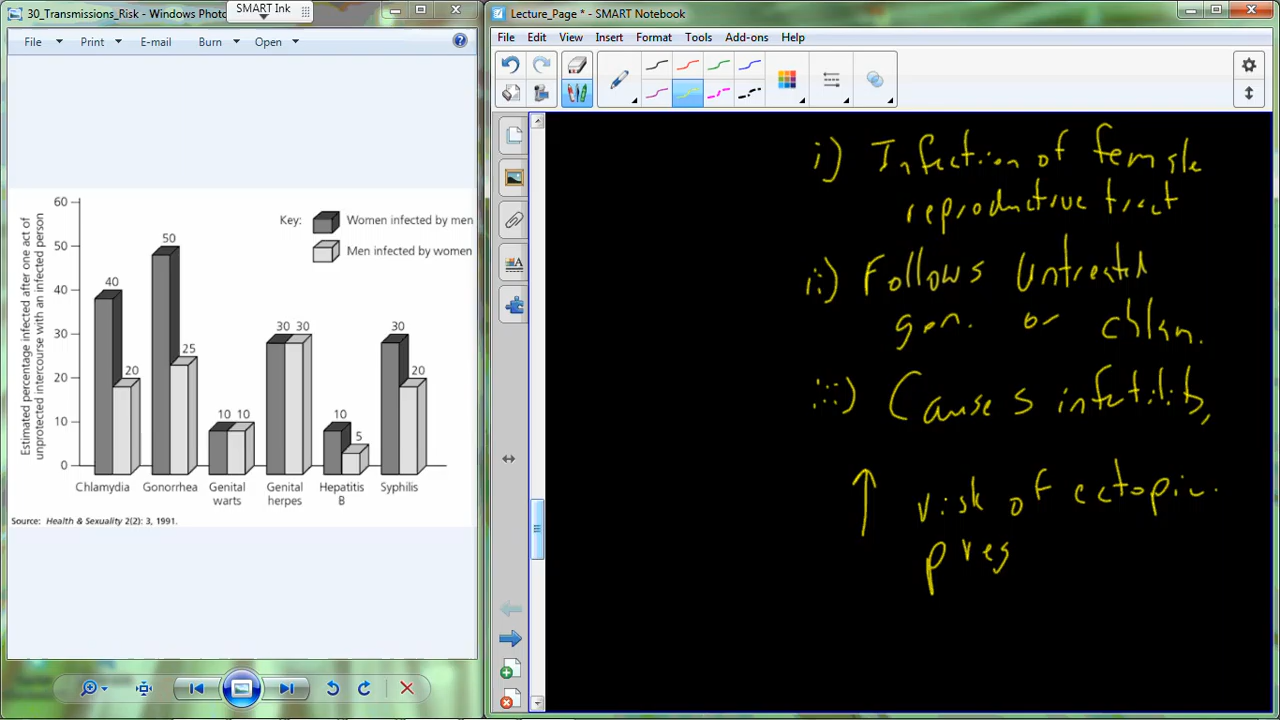 30_Transmissions_Risk - Windows Photo
SMART Ink
File Print E-mail Burn Open
60
50
40
30
20
10
0
Estimated percentage infected after one act of
unprotected intercourse with an infected person
Key: Women infected by men
Men infected by women
40 20
50 25
10 10
30 30
10 5
30 20
Chlamydia Gonorrhea Genital warts Genital herpes Hepatitis B Syphilis
Source: Health & Sexuality 2(2): 3, 1991.
Lecture_Page * - SMART Notebook
File Edit View Insert Format Tools Add-ons Help
i) Infection of female
reproductive tract
ii) Follows Untreated
gon. or chlam.
iii) Causes infertility,
↑ risk of ectopic
preg